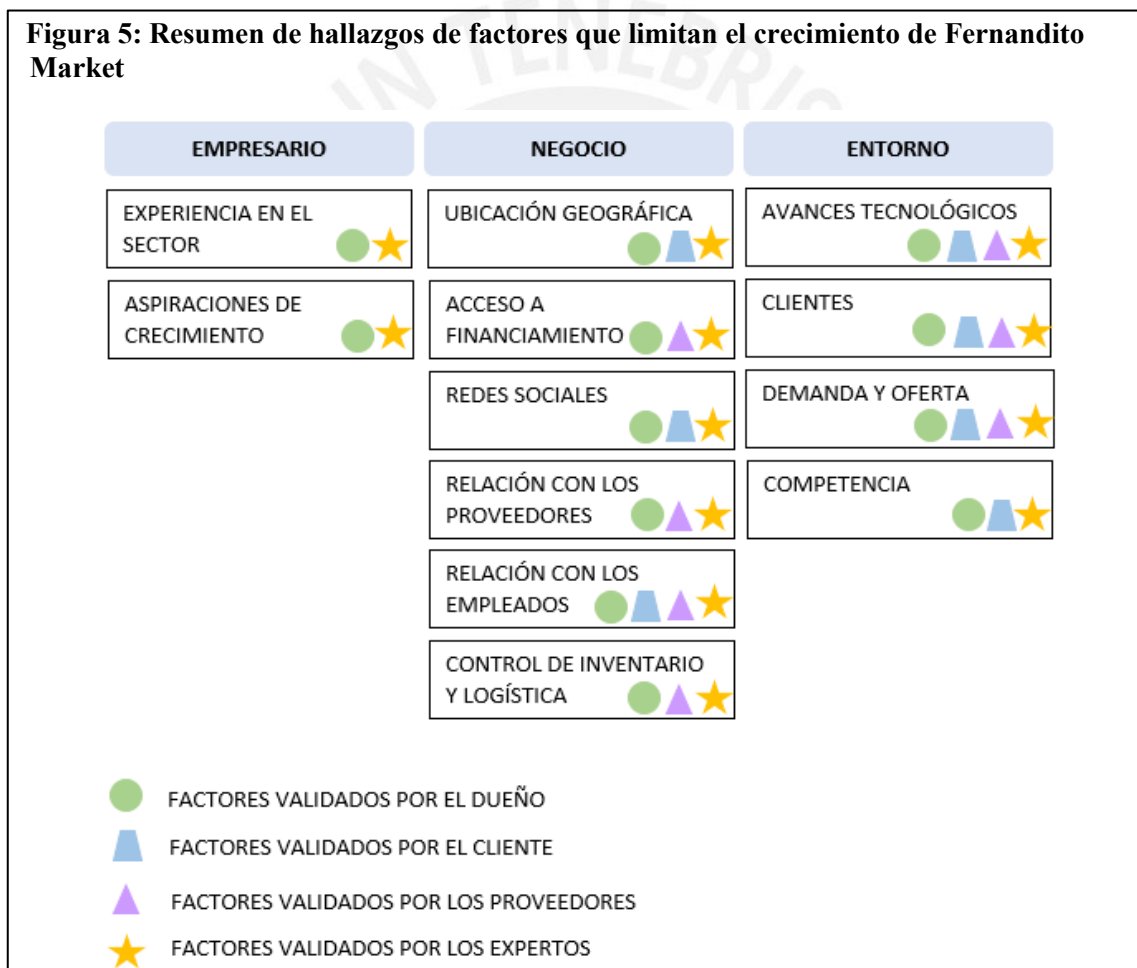 Figura 5: Resumen de hallazgos de factores que limitan el crecimiento de Fernandito
Market
IN TENEBRIS
EMPRESARIO
NEGOCIO
ENTORNO
EXPERIENCIA EN EL
SECTOR
ASPIRACIONES DE
CRECIMIENTO
UBICACIÓN GEOGRÁFICA
ACCESO A
FINANCIAMIENTO
REDES SOCIALES
RELACIÓN CON LOS
PROVEEDORES
RELACIÓN CON LOS
EMPLEADOS
CONTROL DE INVENTARIO
Y LOGÍSTICA
AVANCES TECNOLÓGICOS
CLIENTES
DEMANDA Y OFERTA
COMPETENCIA
FACTORES VALIDADOS POR EL DUEÑO
FACTORES VALIDADOS POR EL CLIENTE
FACTORES VALIDADOS POR LOS PROVEEDORES
FACTORES VALIDADOS POR LOS EXPERTOS